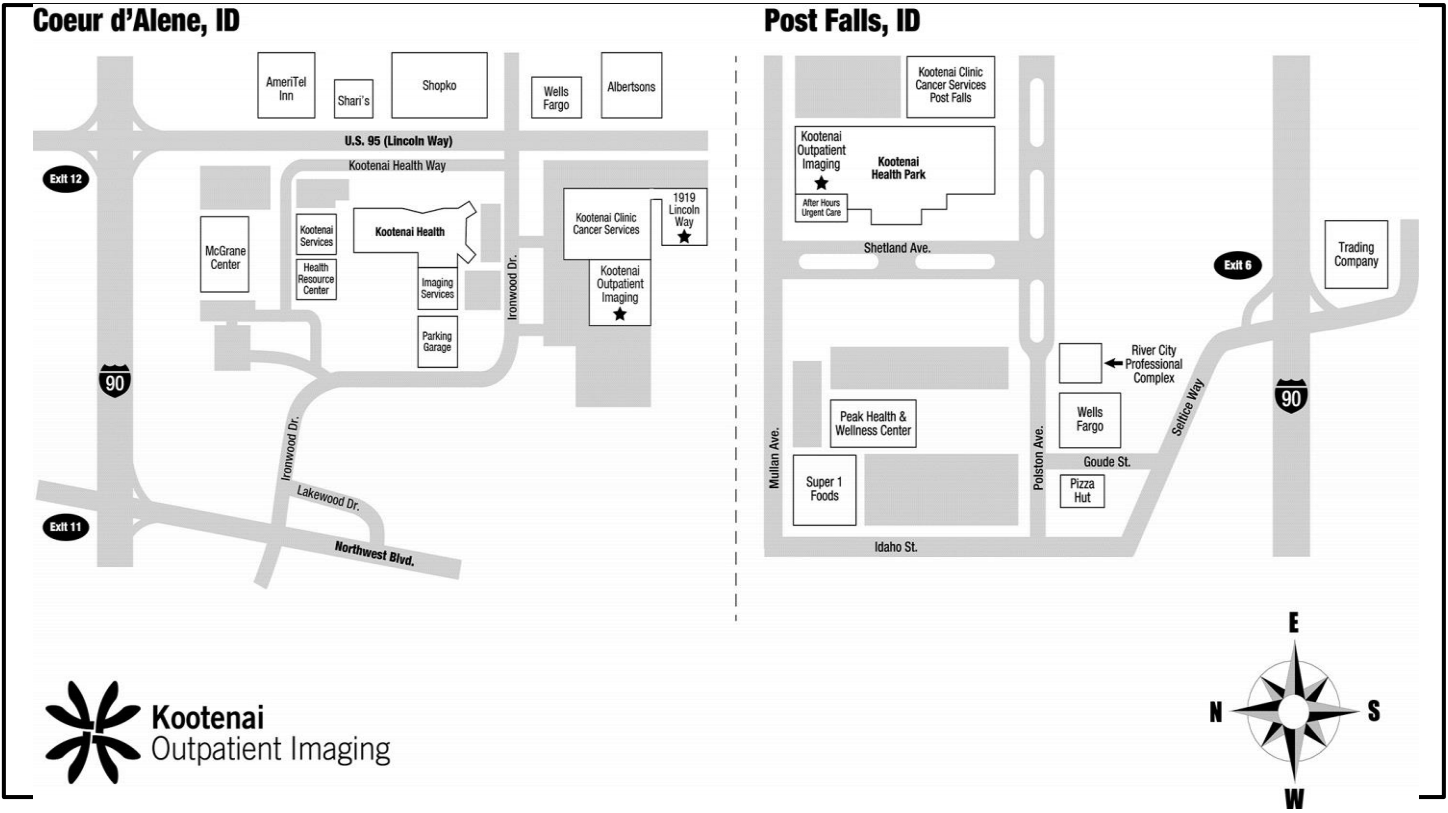 Coeur d'Alene, ID
AmeriTel
Inn
Shari's
Shopko
Wells
Fargo
Albertsons
U.S. 95 (Lincoln Way)
Kootenai Health Way
Exit 12
McGrane
Center
Kootenai
Services
Health
Resource
Center
Kootenai Health
Imaging
Services
Parking
Garage
Ironwood Dr.
Kootenai Clinic
Cancer Services
1919
Lincoln
Way
Kootenai
Outpatient
Imaging
90
Ironwood Dr.
Lakewood Dr.
Exit 11
Northwest Blvd.
Post Falls, ID
Kootenai Clinic
Cancer Services
Post Falls
Kootenai
Outpatient
Imaging
Kootenai
Health Park
After Hours
Urgent Care
Shetland Ave.
Exit 6
Trading
Company
River City
Professional
Complex
90
Seltice Way
Peak Health &
Wellness Center
Wells
Fargo
Mullan Ave.
Polston Ave.
Goude St.
Super 1
Foods
Pizza
Hut
Idaho St.
Kootenai
Outpatient Imaging
E
N
S
W